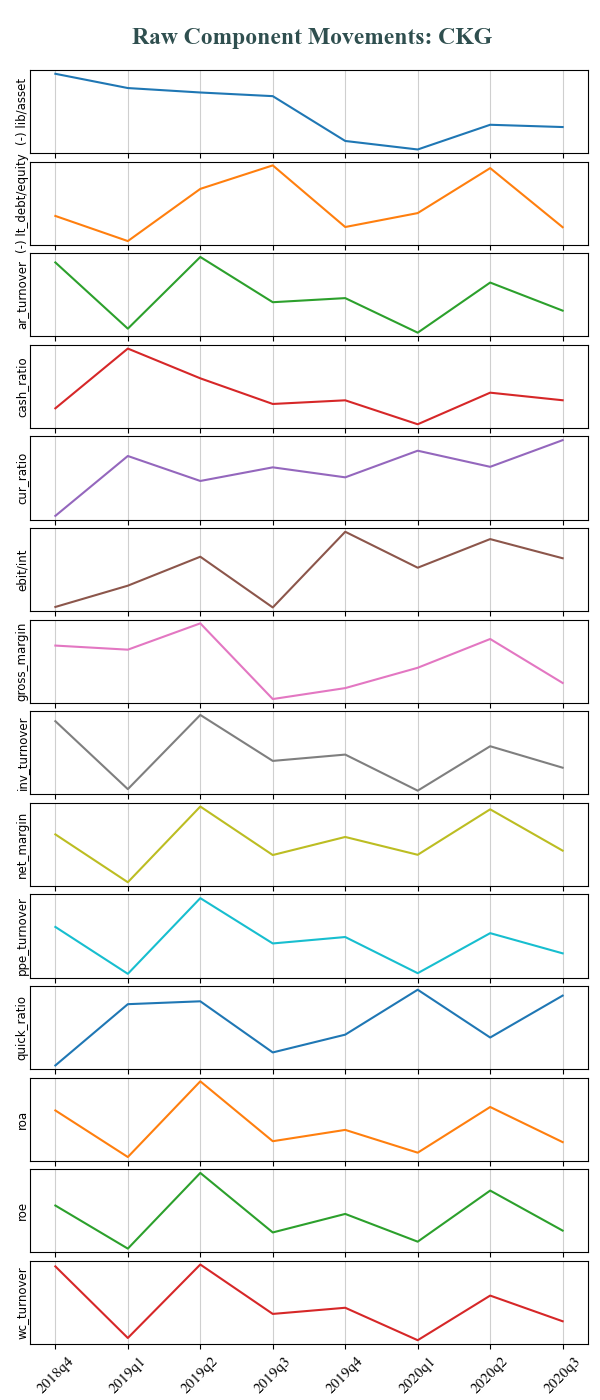 Raw Component Movements: CKG
(-) lib/asset
(-) lt_debt/equity
ar_turnover
cash_ratio
cur_ratio
ebit/int
gross_margin
inv_turnover
net_margin
ppe_turnover
quick_ratio
roa
roe
wc_turnover
2018q4 2019q1 2019q2 2019q3 2019q4 2020q1 2020q2 2020q3